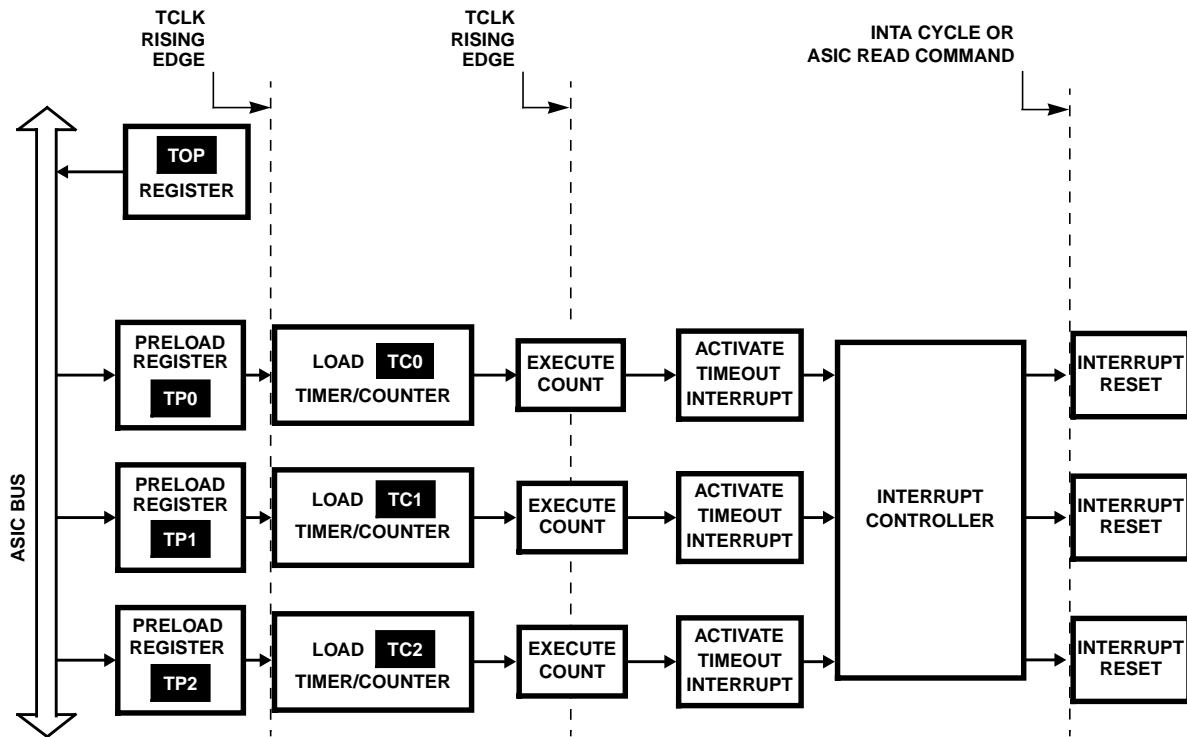 TCLK
RISING
EDGE
TCLK
RISING
EDGE
INTA CYCLE OR
ASIC READ COMMAND
ASIC BUS
TOP
REGISTER
PRELOAD
REGISTER
TP0
LOAD TC0
TIMER/COUNTER
EXECUTE
COUNT
ACTIVATE
TIMEOUT
INTERRUPT
INTERRUPT
RESET
PRELOAD
REGISTER
TP1
LOAD TC1
TIMER/COUNTER
EXECUTE
COUNT
ACTIVATE
TIMEOUT
INTERRUPT
INTERRUPT
CONTROLLER
INTERRUPT
RESET
PRELOAD
REGISTER
TP2
LOAD TC2
TIMER/COUNTER
EXECUTE
COUNT
ACTIVATE
TIMEOUT
INTERRUPT
INTERRUPT
RESET